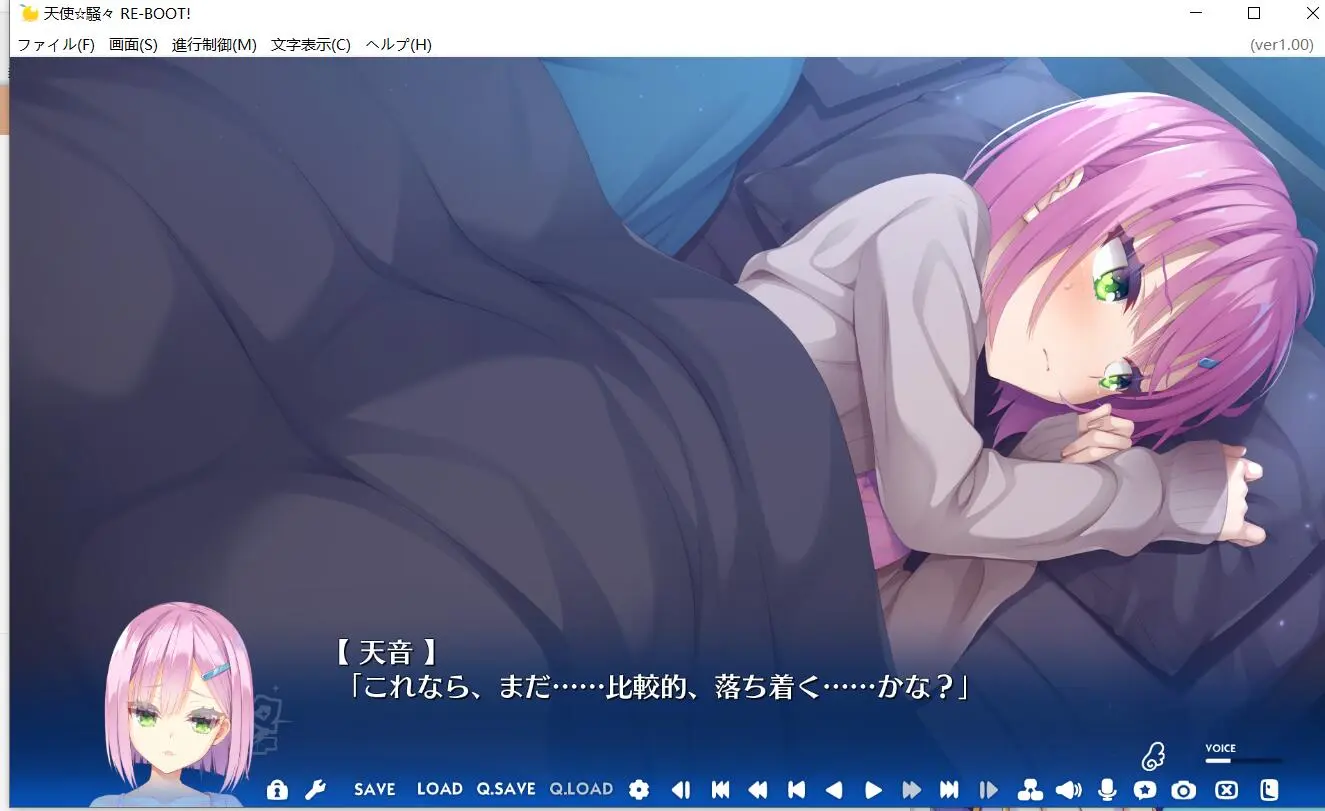 天使☆騒々 RE-BOOT!
ファイル(F) 画面(S) 進行制御(M) 文字表示(C) ヘルプ(H) (ver1.00)
【 天音 】
「これなら、まだ……比較的、落ち着く……かな？」
VOICE
SAVE LOAD Q.SAVE Q.LOAD